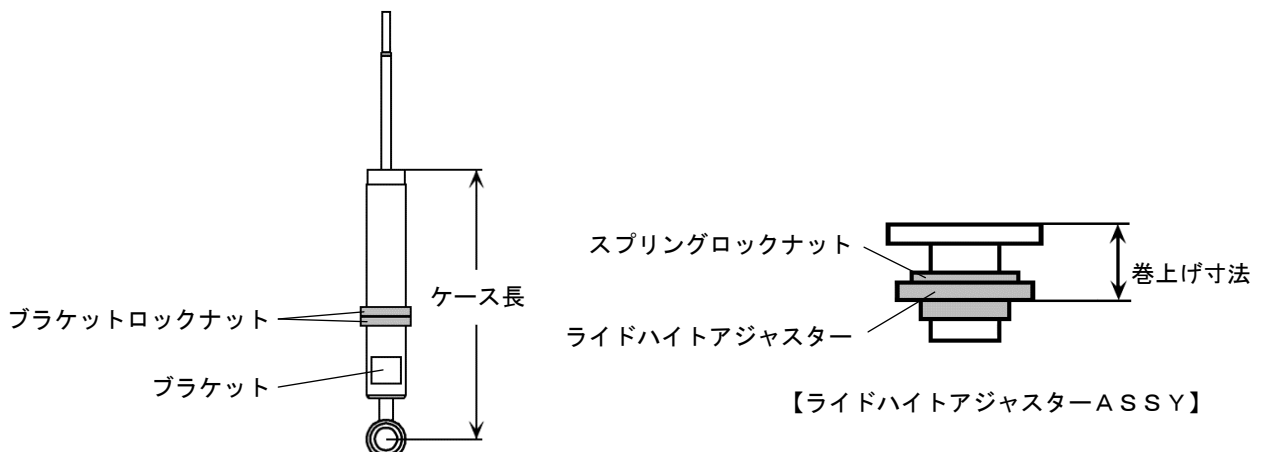 ケース長
ブラケットロックナット
ブラケット
スプリングロックナット
巻上げ寸法
ライドハイトアジャスター
【ライドハイトアジャスターＡＳＳＹ】